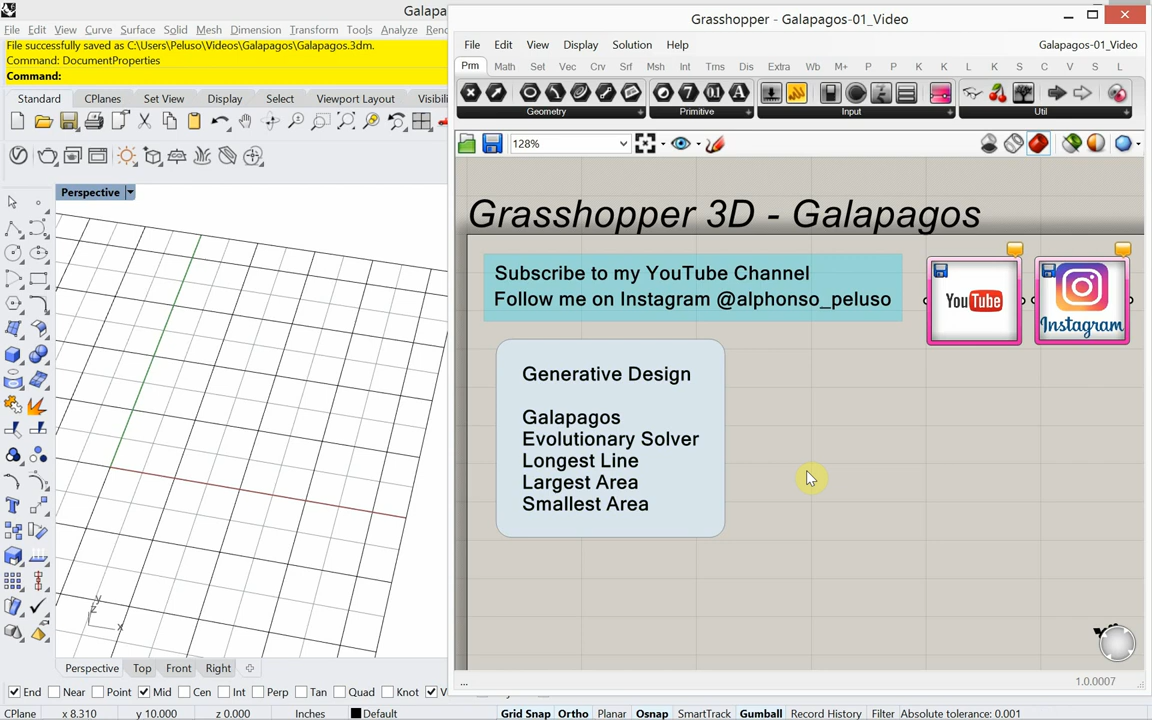 Galapa
File Edit View Curve Surface Solid Mesh Dimension Transform Tools Analyze
File successfully saved as C:\Users\Peluso\Videos\Galapagos\Galapagos.3dm.
Command: DocumentProperties
Command:
Standard CPlanes Set View Display Select Viewport Layout Visibili
Perspective
z y x
Perspective Top Front Right
End Near Point Mid Cen Int Perp Tan Quad Knot
CPlane x 8.310 y 10.000 z 0.000 Inches Default Grid Snap Ortho Planar Osnap SmartTrack Gumball Record History Filter Absolute tolerance: 0.001
Grasshopper - Galapagos-01_Video
File Edit View Display Solution Help Galapagos-01_Video
Prm Math Set Vec Crv Srf Msh Int Trns Dis Extra Wb M+ P P K L K S C V S L
Geometry Primitive Input Util
128%
Grasshopper 3D - Galapagos
Subscribe to my YouTube Channel
Follow me on Instagram @alphonso_peluso
YouTube
Instagram
Generative Design
Galapagos
Evolutionary Solver
Longest Line
Largest Area
Smallest Area
... 1.0.0007